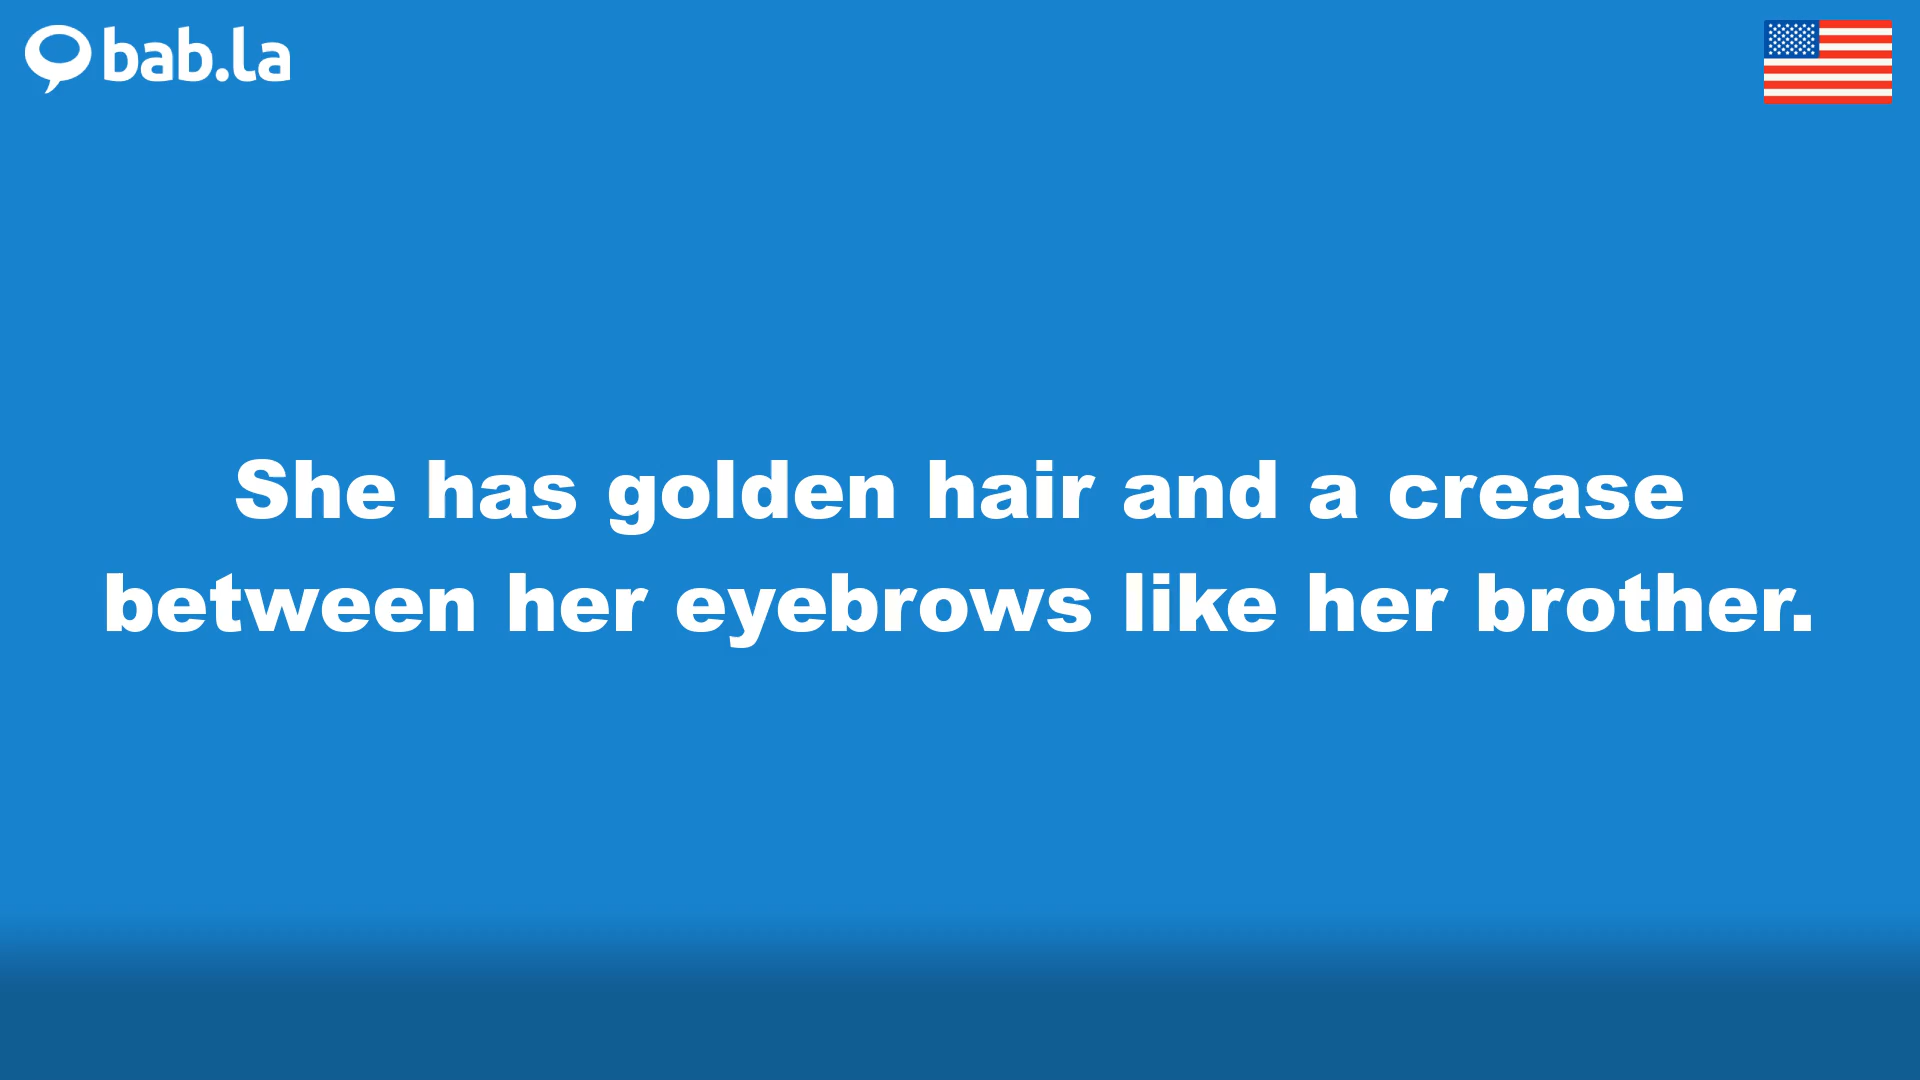 bab.la
She has golden hair and a crease
between her eyebrows like her brother.